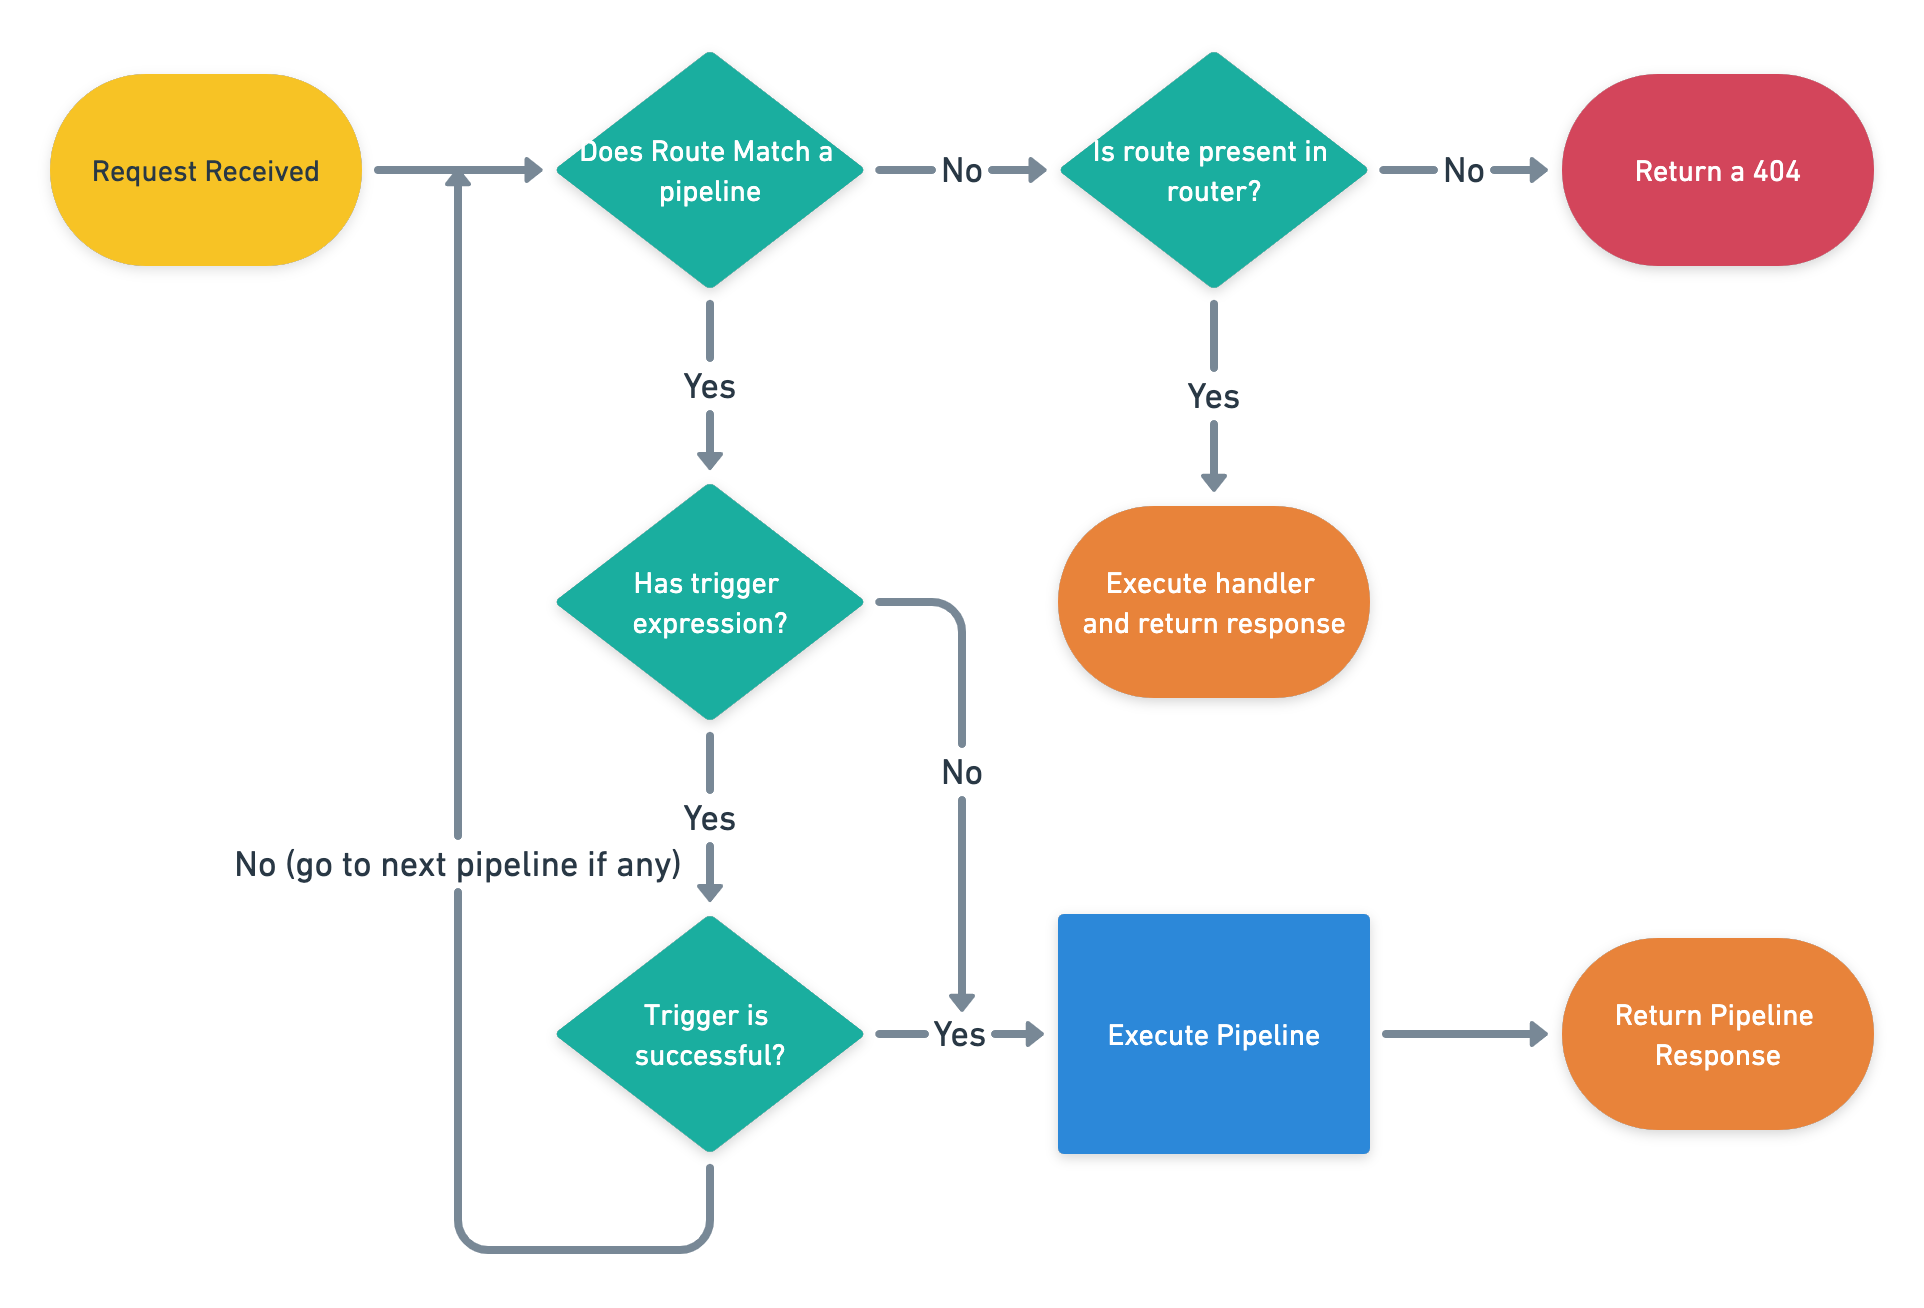 Request Received
Does Route Match a
pipeline
No
Is route present in
router?
No
Return a 404
Yes
Yes
Has trigger
expression?
Execute handler
and return response
No
Yes
No (go to next pipeline if any)
Trigger is
successful?
Yes
Execute Pipeline
Return Pipeline
Response